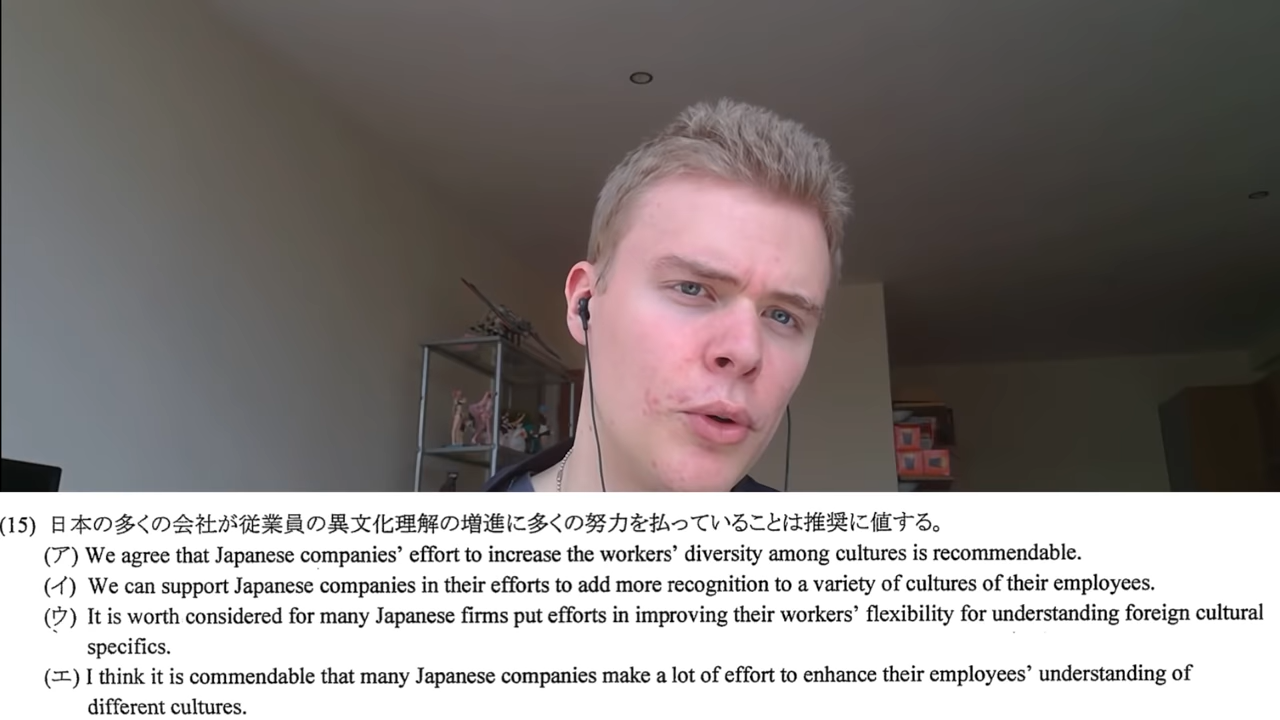 (15) 日本の多くの会社が従業員の異文化理解の増進に多くの努力を払っていることは推奨に値する。
(ア) We agree that Japanese companies' effort to increase the workers' diversity among cultures is recommendable.
(イ) We can support Japanese companies in their efforts to add more recognition to a variety of cultures of their employees.
(ウ) It is worth considered for many Japanese firms put efforts in improving their workers' flexibility for understanding foreign cultural
specifics.
(エ) I think it is commendable that many Japanese companies make a lot of effort to enhance their employees' understanding of
different cultures.